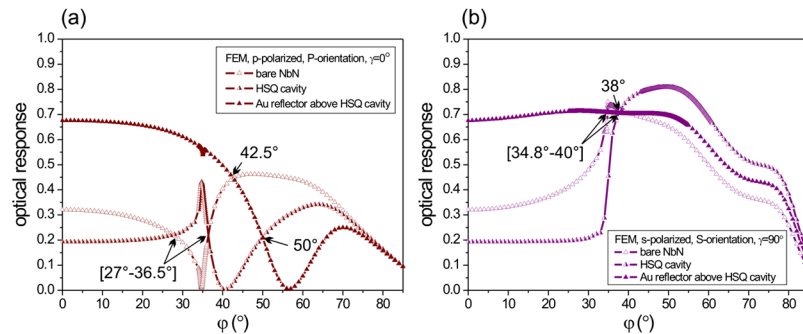 (a)
optical response
1.0
0.9
0.8
0.7
0.6
0.5
0.4
0.3
0.2
0.1
0.0
FEM, p-polarized, P-orientation, γ=0°
bare NbN
HSQ cavity
Au reflector above HSQ cavity
42.5°
[27°-36.5°]
50°
0 10 20 30 40 50 60 70 80
φ (°)
(b)
optical response
1.0
0.9
0.8
0.7
0.6
0.5
0.4
0.3
0.2
0.1
0.0
38°
[34.8°-40°]
FEM, s-polarized, S-orientation, γ=90°
bare NbN
HSQ cavity
Au reflector above HSQ cavity
0 10 20 30 40 50 60 70 80
φ (°)